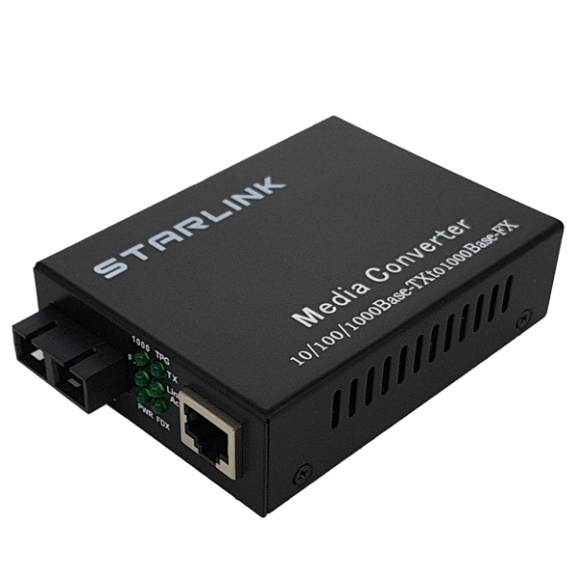 STARLINK
Media Converter
10/100/1000Base-TXto1000Base-FX
1000 TPG
TX
PWR FDX